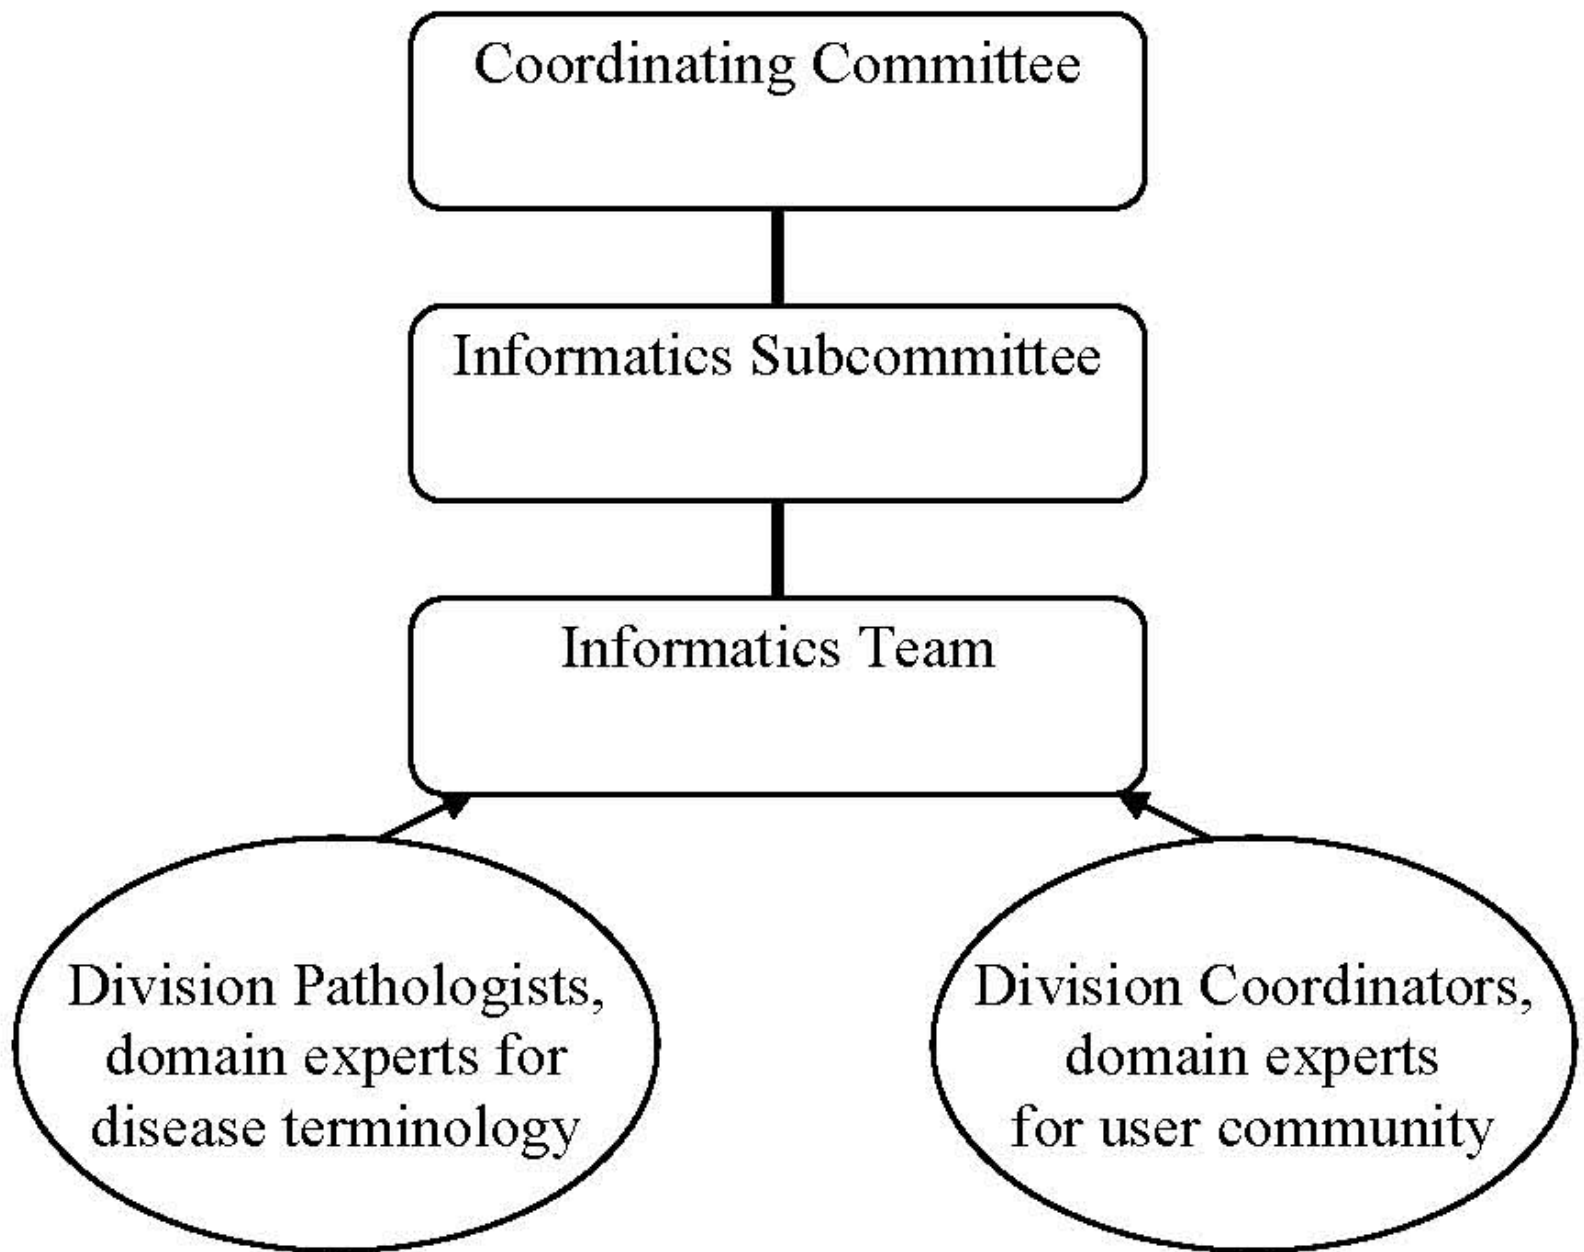 Coordinating Committee
Informatics Subcommittee
Informatics Team
Division Pathologists,
domain experts for
disease terminology
Division Coordinators,
domain experts
for user community